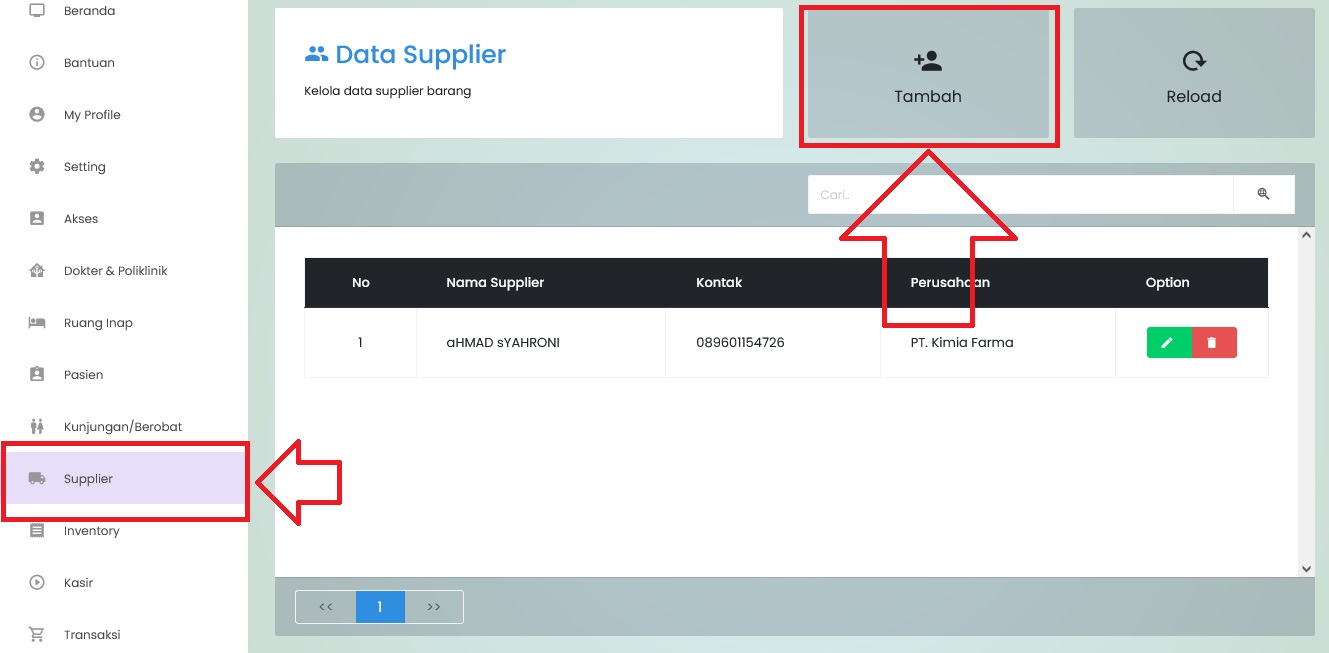 Beranda
Bantuan
My Profile
Setting
Akses
Dokter & Poliklinik
Ruang Inap
Pasien
Kunjungan/Berobat
Supplier
Inventory
Kasir
Transaksi
Data Supplier
Kelola data supplier barang
Tambah
Reload
Cari..
No Nama Supplier Kontak Perusahaan Option
1 aHMAD sYAHRONI 089601154726 PT. Kimia Farma
<< 1 >>